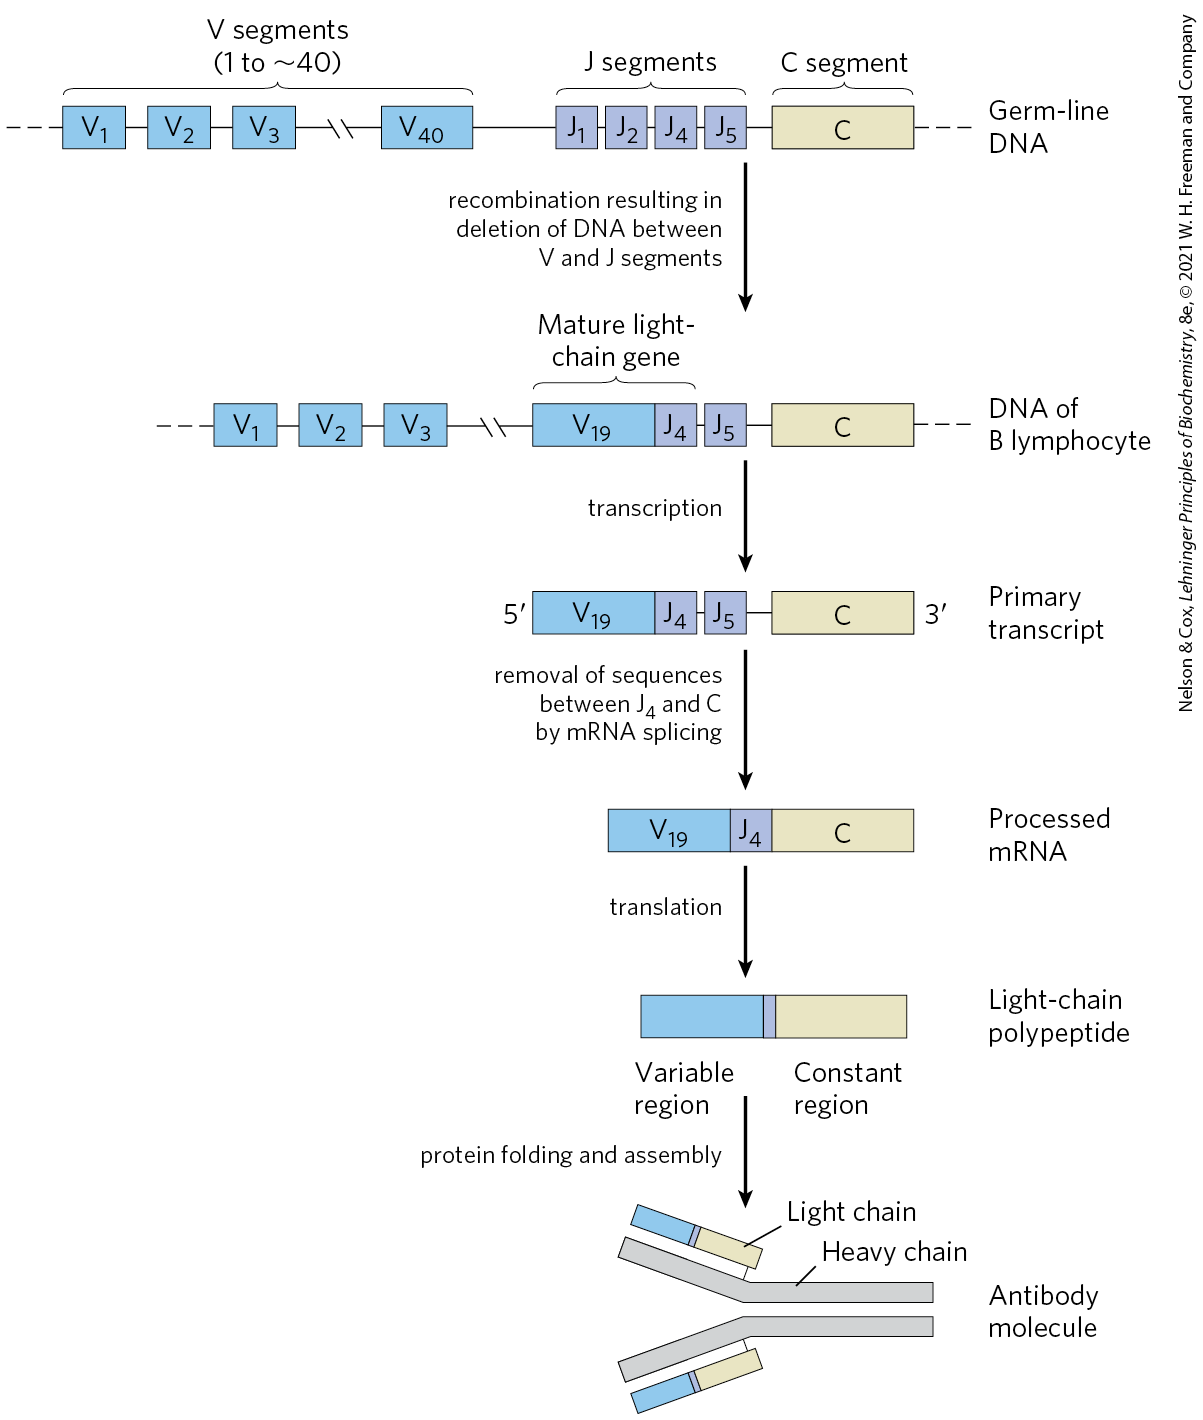 V segments
(1 to ~40)
J segments
C segment
V1 V2 V3 V40 J1 J2 J4 J5 C
Germ-line
DNA
recombination resulting in
deletion of DNA between
V and J segments
Mature light-
chain gene
V1 V2 V3 V19 J4 J5 C
DNA of
B lymphocyte
transcription
5′ V19 J4 J5 C 3′
Primary
transcript
removal of sequences
between J4 and C
by mRNA splicing
V19 J4 C
Processed
mRNA
translation
Light-chain
polypeptide
Variable
region
Constant
region
protein folding and assembly
Light chain
Heavy chain
Antibody
molecule
Nelson & Cox, Lehninger Principles of Biochemistry, 8e, © 2021 W. H. Freeman and Company